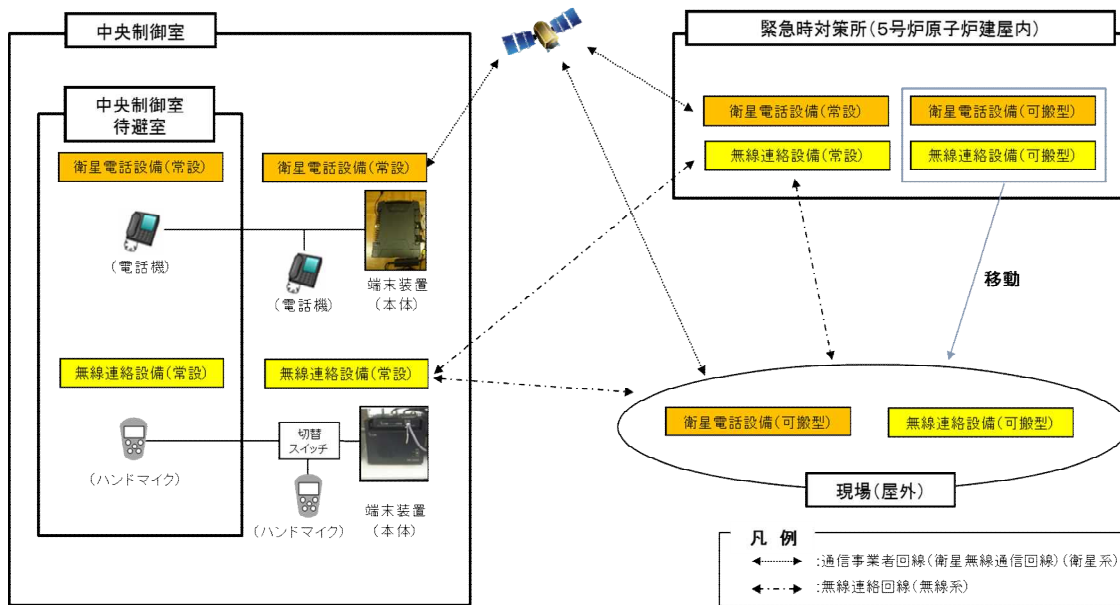 中央制御室
中央制御室
待避室
衛星電話設備(常設)
衛星電話設備(常設)
(電話機)
(電話機)
端末装置
(本体)
無線連絡設備(常設)
無線連絡設備(常設)
切替
スイッチ
(ハンドマイク)
(ハンドマイク)
端末装置
(本体)
緊急時対策所(5号炉原子炉建屋内)
衛星電話設備(常設)
衛星電話設備(可搬型)
無線連絡設備(常設)
無線連絡設備(可搬型)
移動
衛星電話設備(可搬型)
無線連絡設備(可搬型)
現場(屋外)
凡 例
:通信事業者回線(衛星無線通信回線)(衛星系)
:無線連絡回線(無線系)